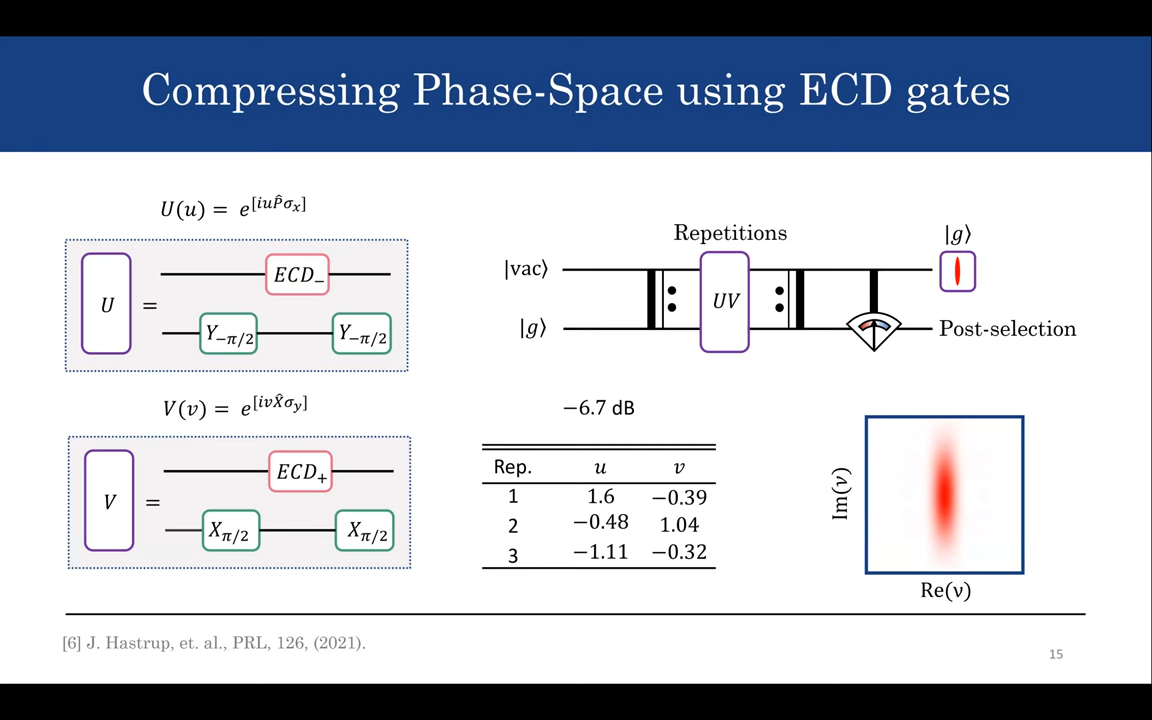 Compressing Phase-Space using ECD gates
U(u) = e^[iuP̂σₓ]
U
=
ECD₋
Y₋π/2
Y₋π/2
V(v) = e^[ivX̂σ_y]
V
=
ECD₊
Xπ/2
Xπ/2
Repetitions
|g⟩
|vac⟩
UV
|g⟩
Post-selection
−6.7 dB
Rep. u v
1 1.6 −0.39
2 −0.48 1.04
3 −1.11 −0.32
Im(ν)
Re(ν)
[6] J. Hastrup, et. al., PRL, 126, (2021).
15